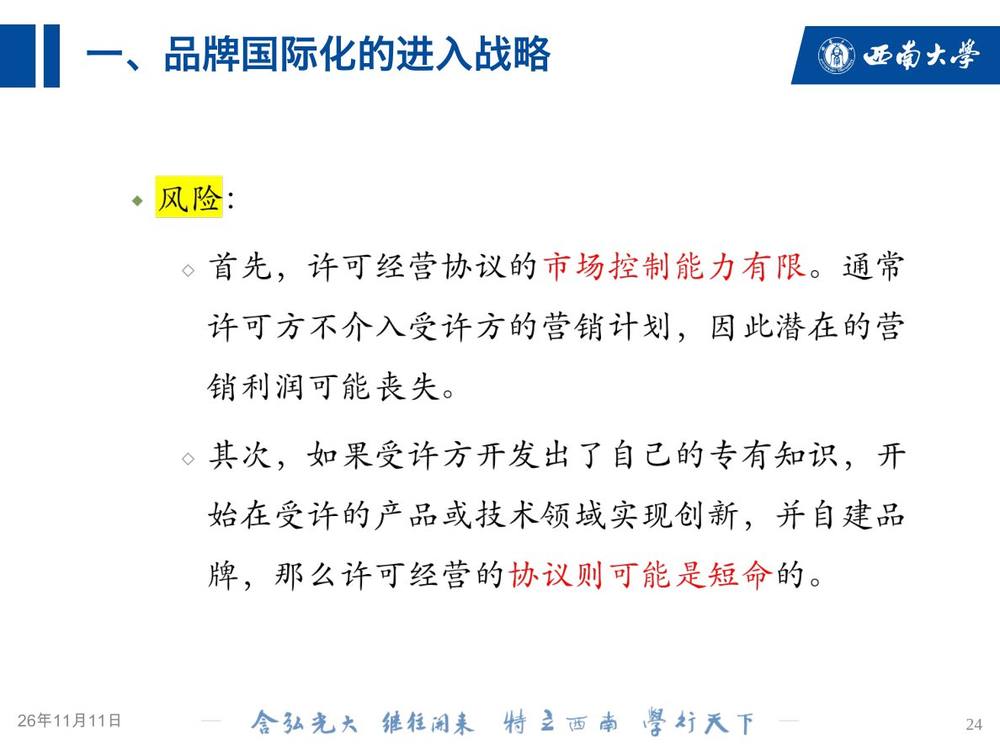 一、品牌国际化的进入战略
西南大学
风险：
首先，许可经营协议的市场控制能力有限。通常
许可方不介入受许方的营销计划，因此潜在的营
销利润可能丧失。
其次，如果受许方开发出了自己的专有知识，开
始在受许的产品或技术领域实现创新，并自建品
牌，那么许可经营的协议则可能是短命的。
26年11月11日
含弘光大 继往开来 特立西南 学行天下
24